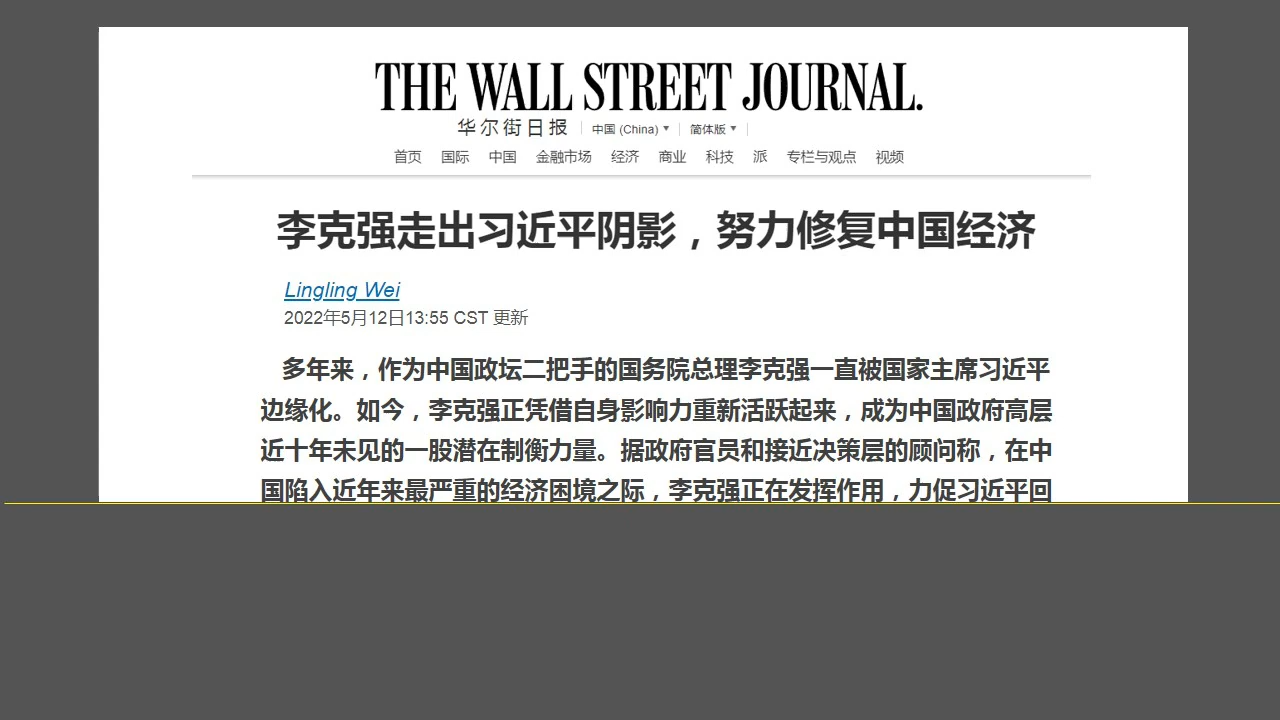 THE WALL STREET JOURNAL.
华尔街日报 中国 (China) 简体版
首页 国际 中国 金融市场 经济 商业 科技 派 专栏与观点 视频
李克强走出习近平阴影，努力修复中国经济
Lingling Wei
2022年5月12日13:55 CST 更新
多年来，作为中国政坛二把手的国务院总理李克强一直被国家主席习近平
边缘化。如今，李克强正凭借自身影响力重新活跃起来，成为中国政府高层
近十年未见的一股潜在制衡力量。据政府官员和接近决策层的顾问称，在中
国陷入近年来最严重的经济困境之际，李克强正在发挥作用，力促习近平回